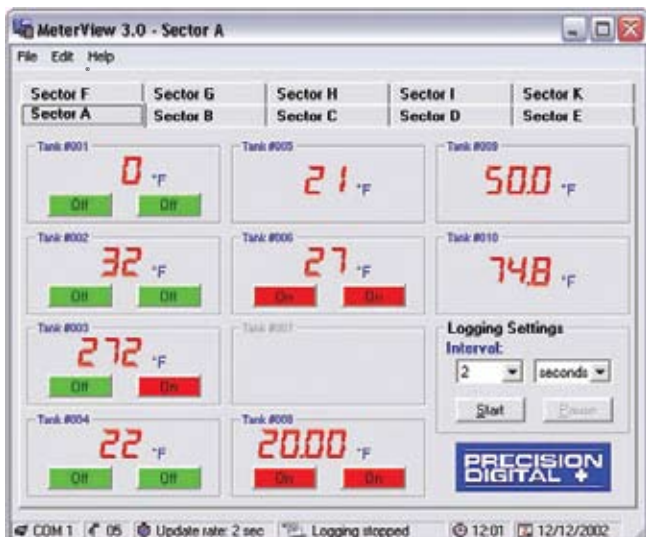 MeterView 3.0 - Sector A
File Edit Help
Sector F Sector G Sector H Sector I Sector K
Sector A Sector B Sector C Sector D Sector E
Tank #001
0 °F
Off Off
Tank #002
32 °F
Off Off
Tank #003
272 °F
Off On
Tank #004
22 °F
Off Off
Tank #005
21 °F
Tank #006
27 °F
On On
Tank #007
Tank #008
20.00 °F
On On
Tank #009
50.0 °F
Tank #010
74.8 °F
Logging Settings
Interval:
2 seconds
Start Pause
PRECISION
DIGITAL +
COM 1 05 Update rate: 2 sec Logging stopped 12:01 12/12/2002